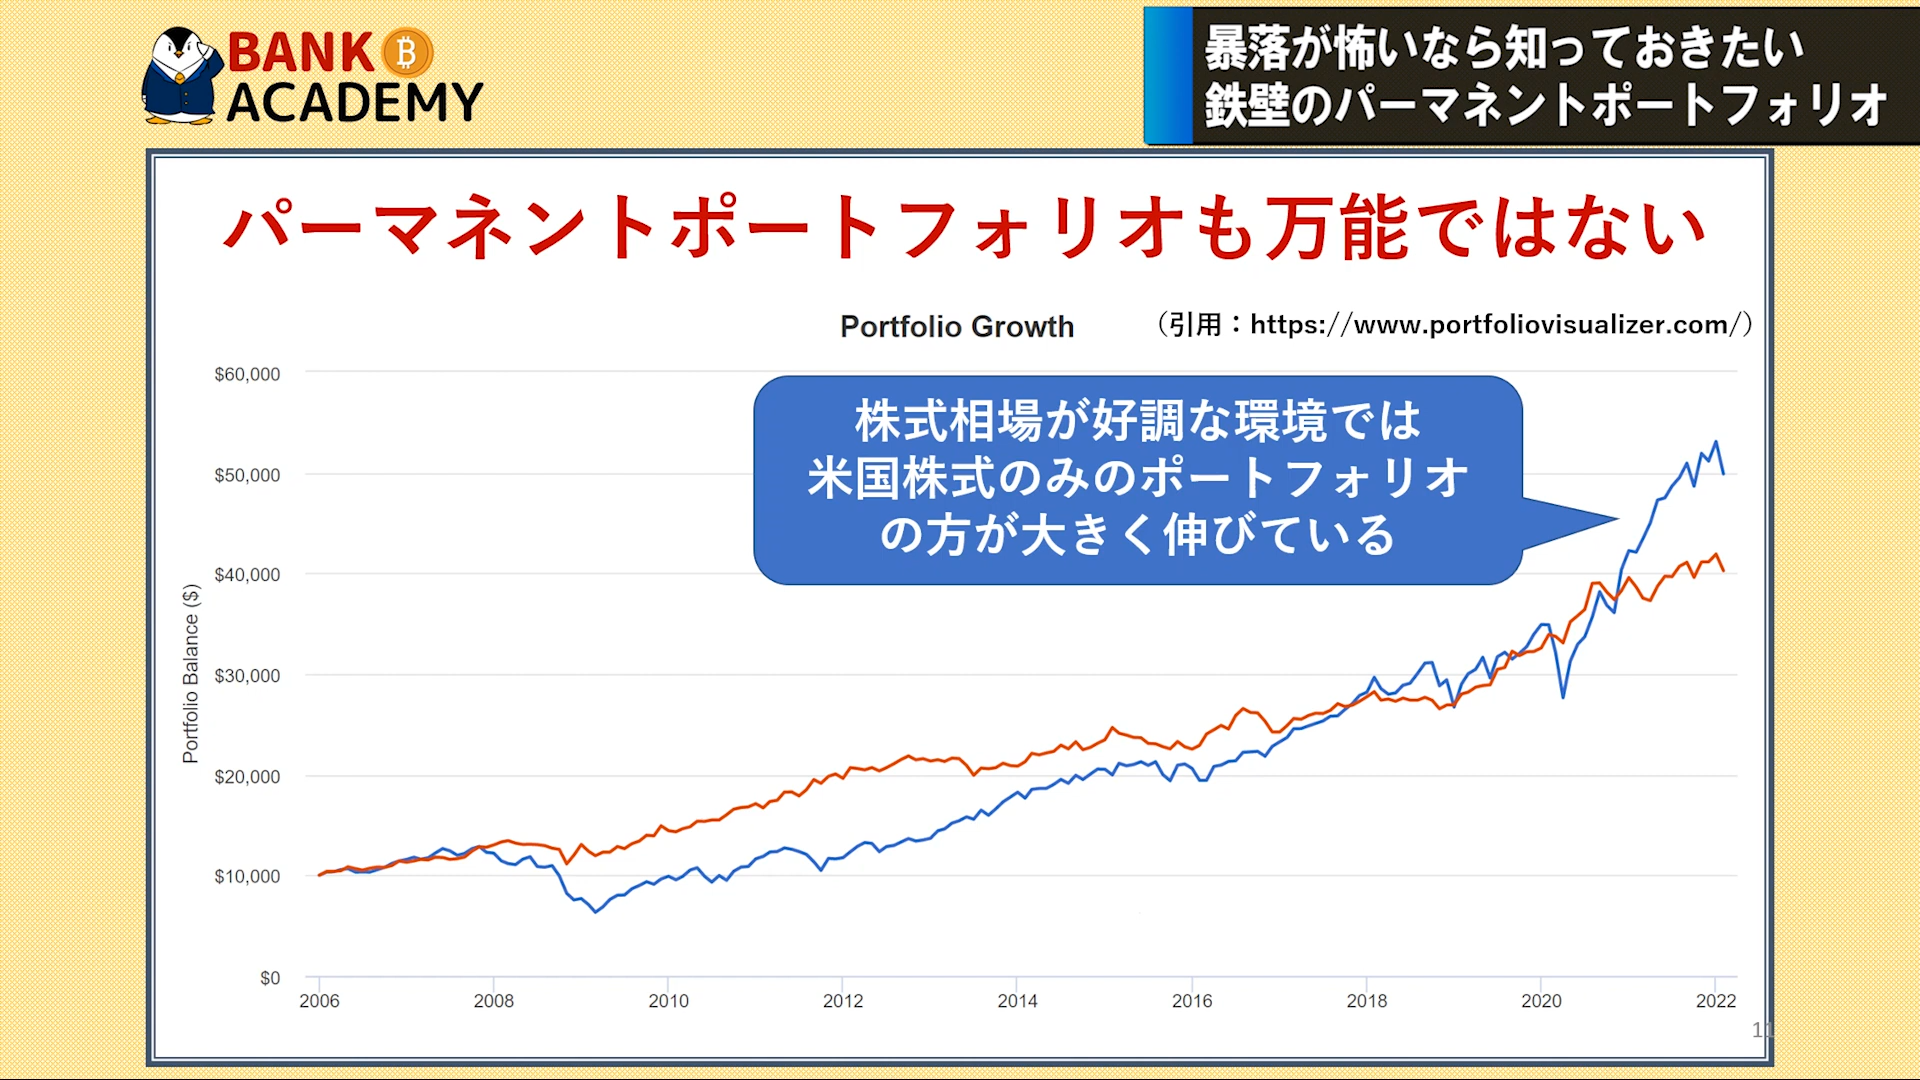 BANK
ACADEMY
暴落が怖いなら知っておきたい
鉄壁のパーマネントポートフォリオ
パーマネントポートフォリオも万能ではない
Portfolio Growth
（引用：https://www.portfoliovisualizer.com/）
株式相場が好調な環境では
米国株式のみのポートフォリオ
の方が大きく伸びている
Portfolio Balance ($)
$60,000
$50,000
$40,000
$30,000
$20,000
$10,000
$0
2006 2008 2010 2012 2014 2016 2018 2020 2022
11